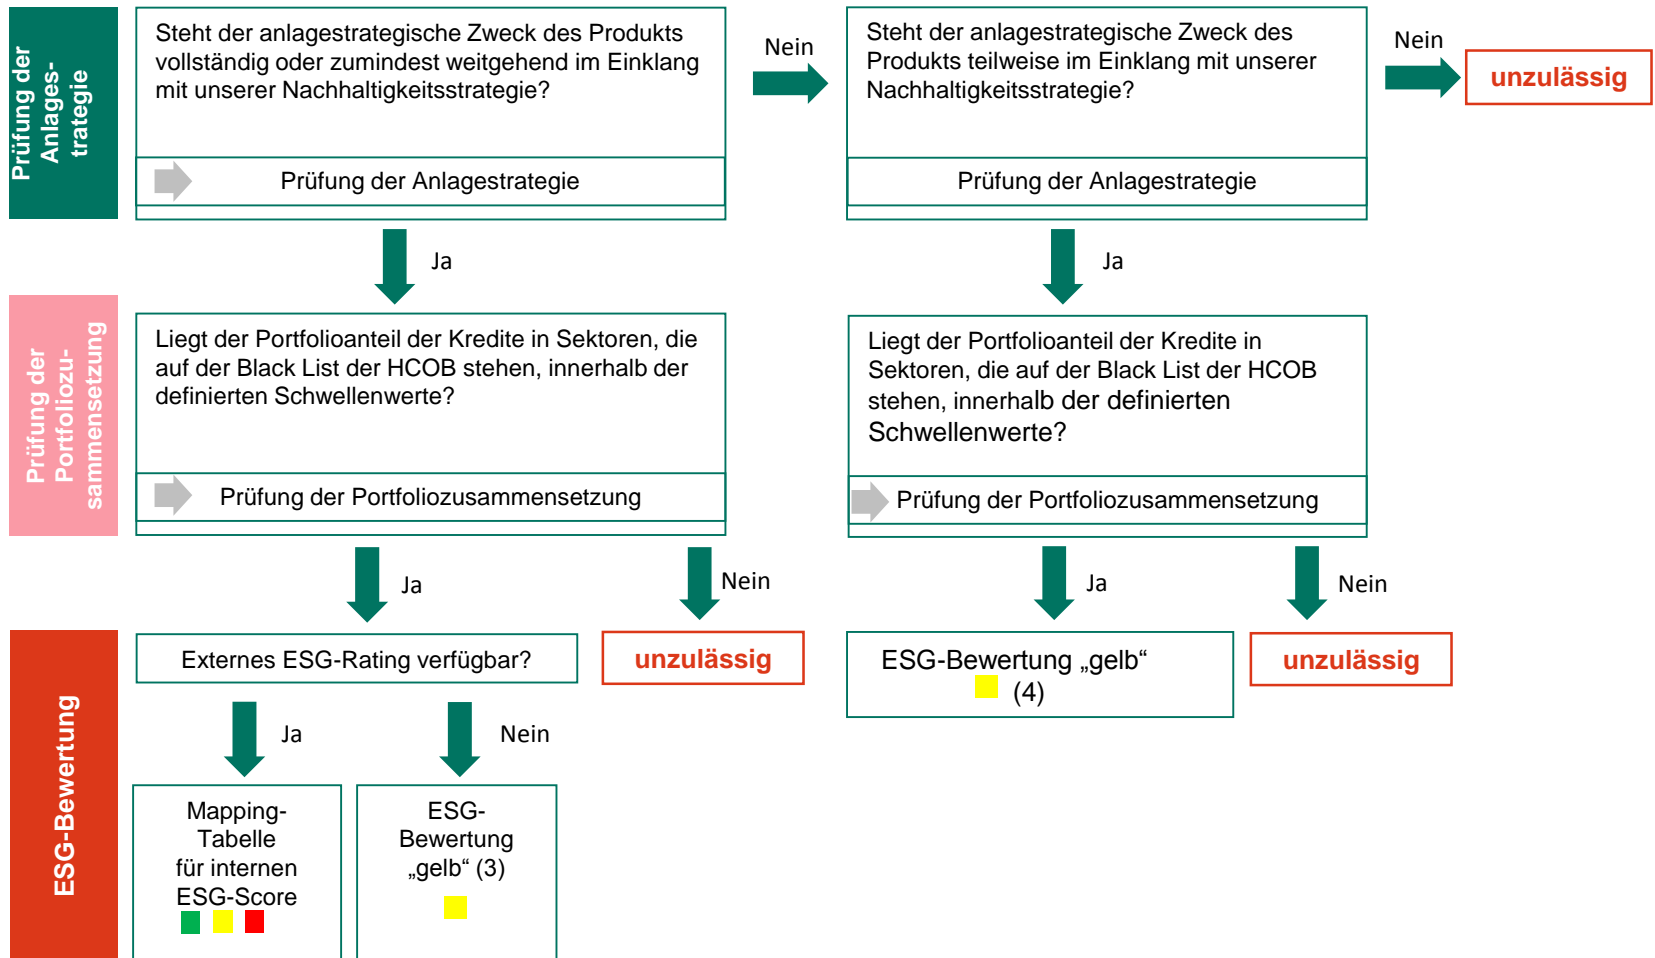 Prüfung der
Anlages-
trategie
Steht der anlagestrategische Zweck des Produkts
vollständig oder zumindest weitgehend im Einklang
mit unserer Nachhaltigkeitsstrategie?
Prüfung der Anlagestrategie
Nein
Steht der anlagestrategische Zweck des
Produkts teilweise im Einklang mit unserer
Nachhaltigkeitsstrategie?
Prüfung der Anlagestrategie
Nein
unzulässig
Ja
Ja
Prüfung der
Portfoliozu-
sammensetzung
Liegt der Portfolioanteil der Kredite in Sektoren, die
auf der Black List der HCOB stehen, innerhalb der
definierten Schwellenwerte?
Prüfung der Portfoliozusammensetzung
Liegt der Portfolioanteil der Kredite in
Sektoren, die auf der Black List der HCOB
stehen, innerhalb der definierten
Schwellenwerte?
Prüfung der Portfoliozusammensetzung
Ja
Nein
Ja
Nein
ESG-Bewertung
Externes ESG-Rating verfügbar?
unzulässig
ESG-Bewertung „gelb“
(4)
unzulässig
Ja
Nein
Mapping-
Tabelle
für internen
ESG-Score
ESG-
Bewertung
„gelb“ (3)